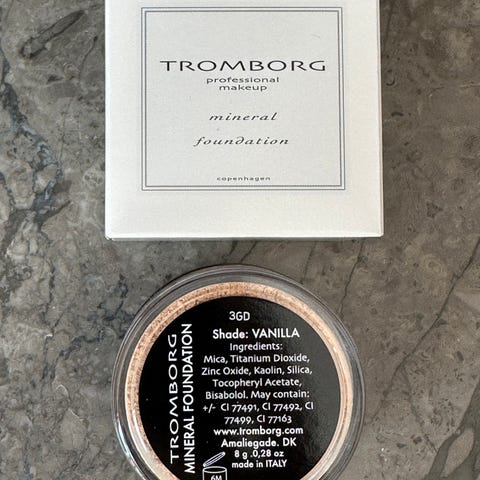 TROMBORG
professional
makeup
mineral
foundation
copenhagen
TROMBORG
MINERAL FOUNDATION
3GD
Shade: VANILLA
Ingredients:
Mica, Titanium Dioxide,
Zinc Oxide, Kaolin, Silica,
Tocopheryl Acetate,
Bisabolol. May contain:
+/- CI 77491, CI 77492, CI
77499, CI 77163
www.tromborg.com
Amaliegade. DK
8 g .0,28 oz
made in ITALY
6M